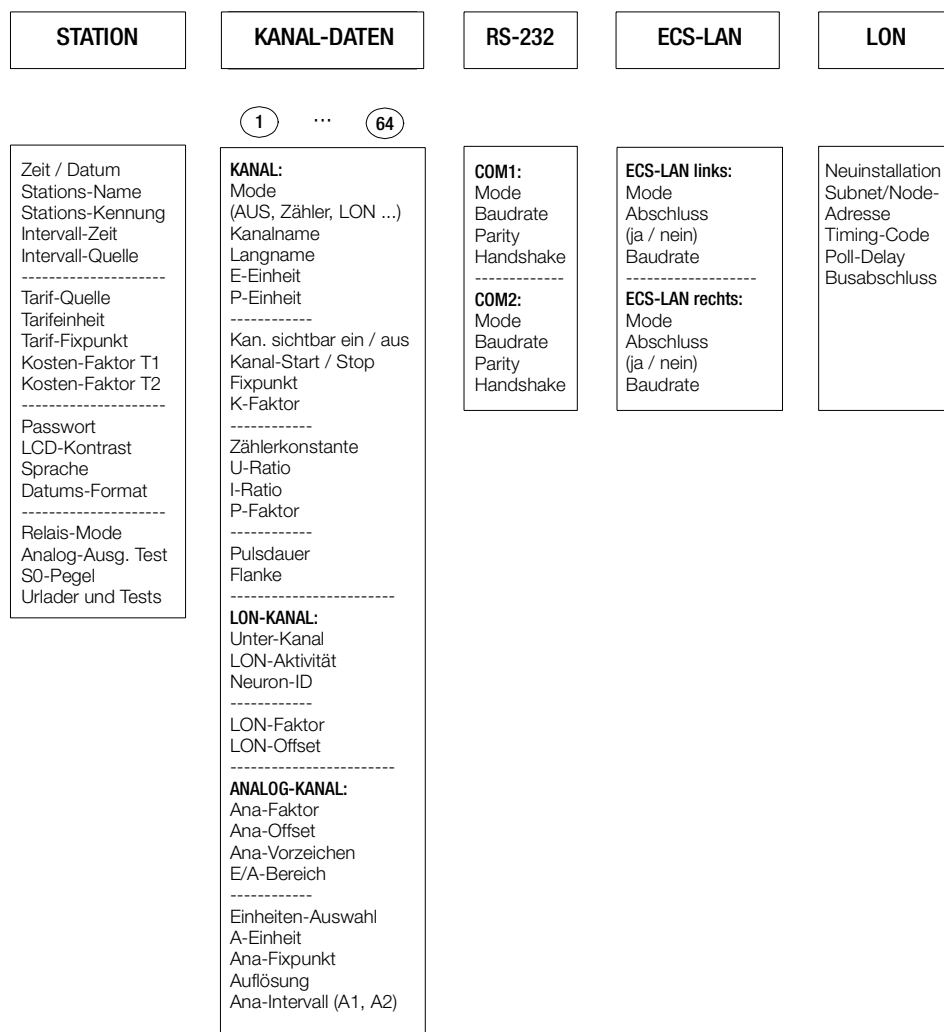 STATION
KANAL-DATEN
RS-232
ECS-LAN
LON
1 ... 64
Zeit / Datum
Stations-Name
Stations-Kennung
Intervall-Zeit
Intervall-Quelle
---------------------
Tarif-Quelle
Tarifeinheit
Tarif-Fixpunkt
Kosten-Faktor T1
Kosten-Faktor T2
---------------------
Passwort
LCD-Kontrast
Sprache
Datums-Format
---------------------
Relais-Mode
Analog-Ausg. Test
S0-Pegel
Urlader und Tests
KANAL:
Mode
(AUS, Zähler, LON ...)
Kanalname
Langname
E-Einheit
P-Einheit
------------
Kan. sichtbar ein / aus
Kanal-Start / Stop
Fixpunkt
K-Faktor
------------
Zählerkonstante
U-Ratio
I-Ratio
P-Faktor
------------
Pulsdauer
Flanke
------------------------
LON-KANAL:
Unter-Kanal
LON-Aktivität
Neuron-ID
------------
LON-Faktor
LON-Offset
------------------------
ANALOG-KANAL:
Ana-Faktor
Ana-Offset
Ana-Vorzeichen
E/A-Bereich
------------
Einheiten-Auswahl
A-Einheit
Ana-Fixpunkt
Auflösung
Ana-Intervall (A1, A2)
COM1:
Mode
Baudrate
Parity
Handshake
-------------
COM2:
Mode
Baudrate
Parity
Handshake
ECS-LAN links:
Mode
Abschluss
(ja / nein)
Baudrate
-------------------
ECS-LAN rechts:
Mode
Abschluss
(ja / nein)
Baudrate
Neuinstallation
Subnet/Node-
Adresse
Timing-Code
Poll-Delay
Busabschluss